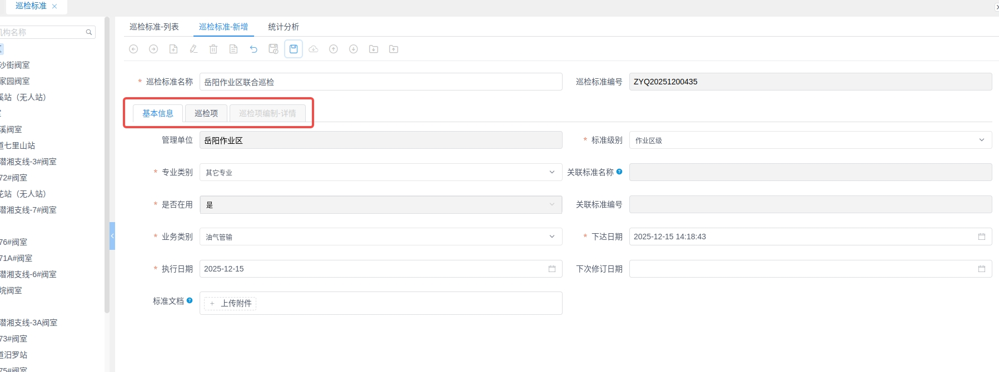 巡检标准
机构名称
巡检标准-列表 巡检标准-新增 统计分析
沙街阀室
家园阀室
溪站（无人站）
溪阀室
道七里山站
潜湘支线-3#阀室
72#阀室
花站（无人站）
潜湘支线-7#阀室
76#阀室
71A#阀室
潜湘支线-6#阀室
垸阀室
潜湘支线-3A阀室
73#阀室
道汨罗站
75#阀室
* 巡检标准名称 岳阳作业区联合巡检 巡检标准编号 ZYQ20251200435
基本信息 巡检项 巡检项编制-详情
管理单位 岳阳作业区 * 标准级别 作业区级
* 专业类别 其它专业 关联标准名称 ?
* 是否在用 是 关联标准编号
* 业务类别 油气管输 * 下达日期 2025-12-15 14:18:43
* 执行日期 2025-12-15 下次修订日期
标准文档 ? + 上传附件